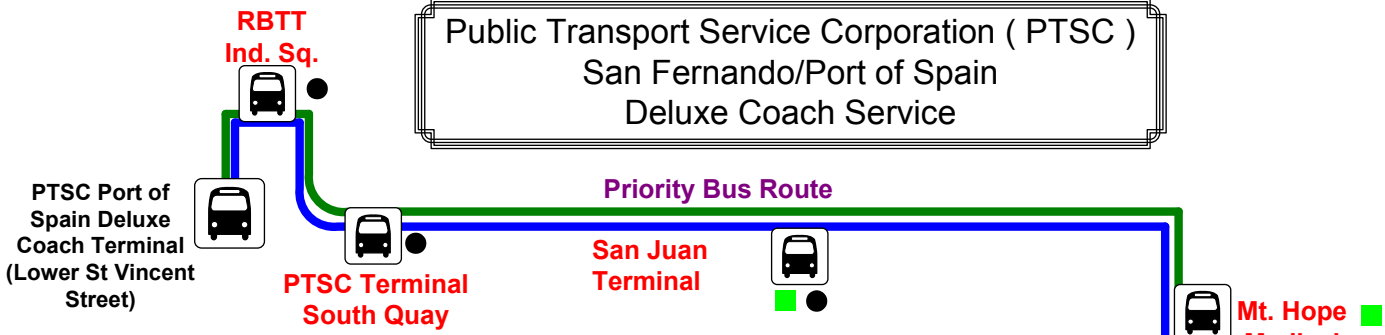 RBTT
Ind. Sq.
Public Transport Service Corporation ( PTSC )
San Fernando/Port of Spain
Deluxe Coach Service
PTSC Port of
Spain Deluxe
Coach Terminal
(Lower St Vincent
Street)
Priority Bus Route
PTSC Terminal
South Quay
San Juan
Terminal
Mt. Hope